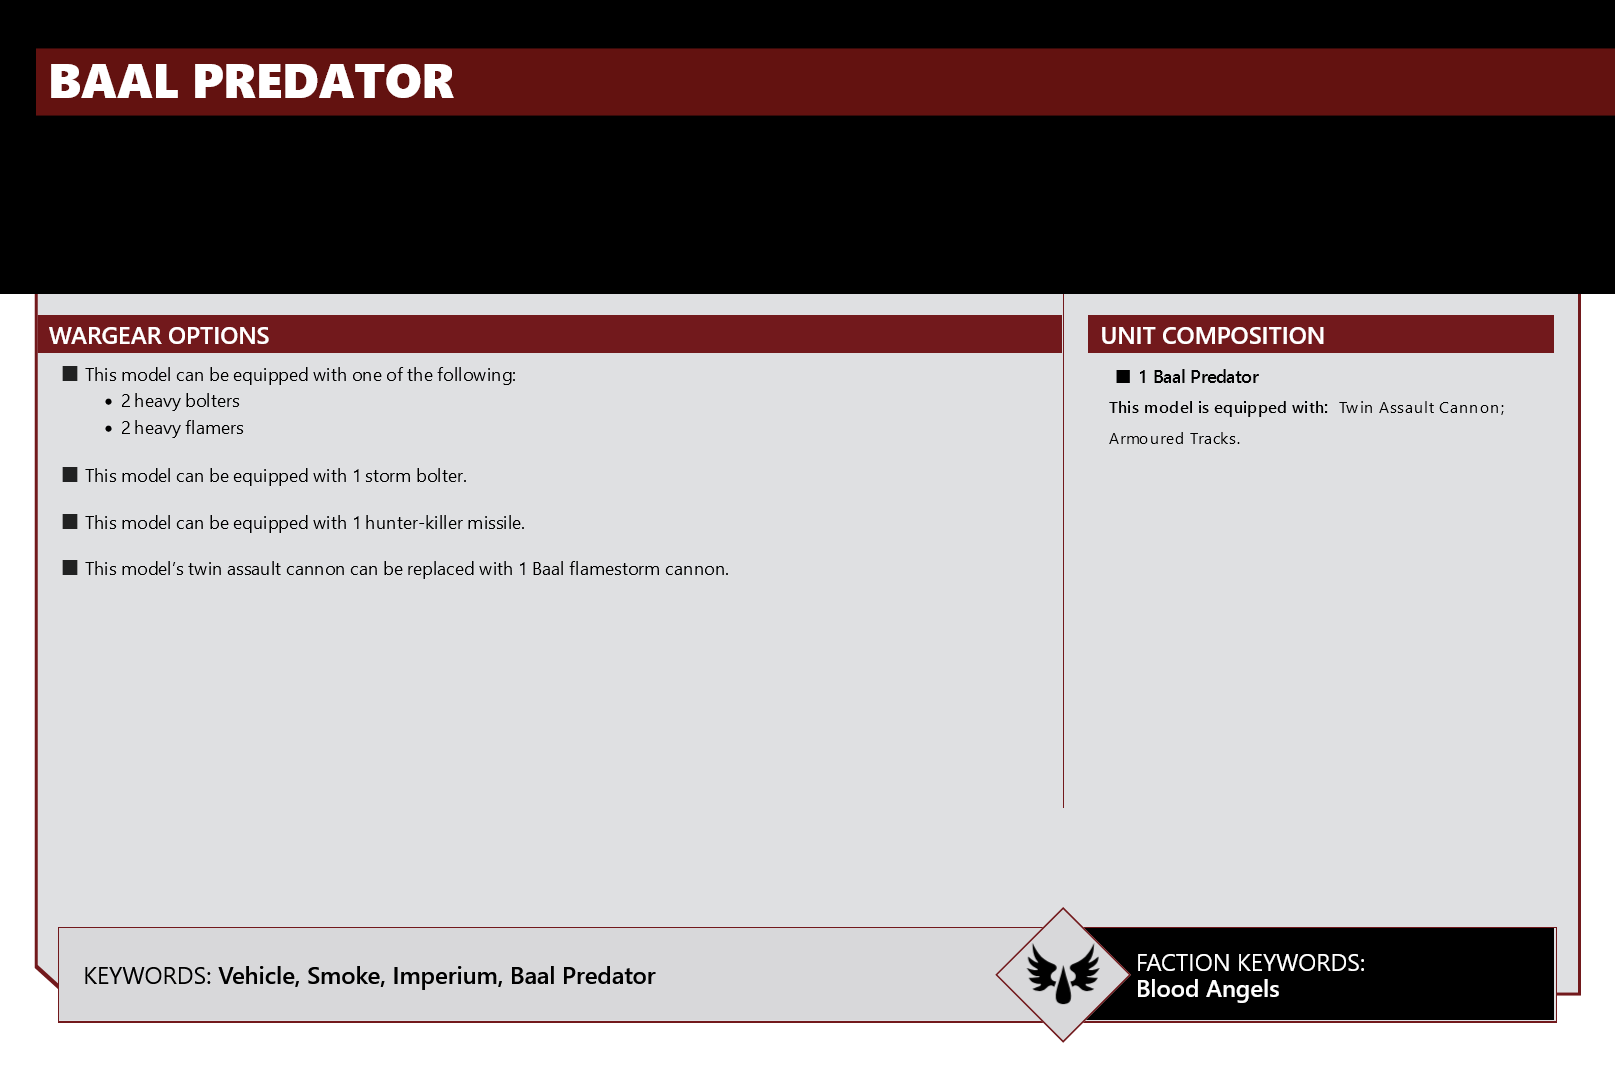 BAAL PREDATOR
WARGEAR OPTIONS
■ This model can be equipped with one of the following:
• 2 heavy bolters
• 2 heavy flamers
■ This model can be equipped with 1 storm bolter.
■ This model can be equipped with 1 hunter-killer missile.
■ This model’s twin assault cannon can be replaced with 1 Baal flamestorm cannon.
UNIT COMPOSITION
■ 1 Baal Predator
This model is equipped with: Twin Assault Cannon;
Armoured Tracks.
KEYWORDS: Vehicle, Smoke, Imperium, Baal Predator
FACTION KEYWORDS:
Blood Angels